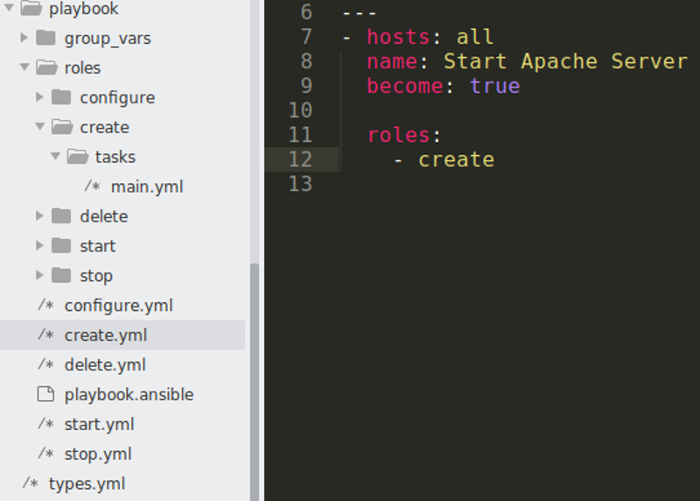 playbook
group_vars
roles
configure
create
tasks
/* main.yml
delete
start
stop
/* configure.yml
/* create.yml
/* delete.yml
playbook.ansible
/* start.yml
/* stop.yml
/* types.yml
6 ---
7 - hosts: all
8   name: Start Apache Server
9   become: true
10
11   roles:
12     - create
13